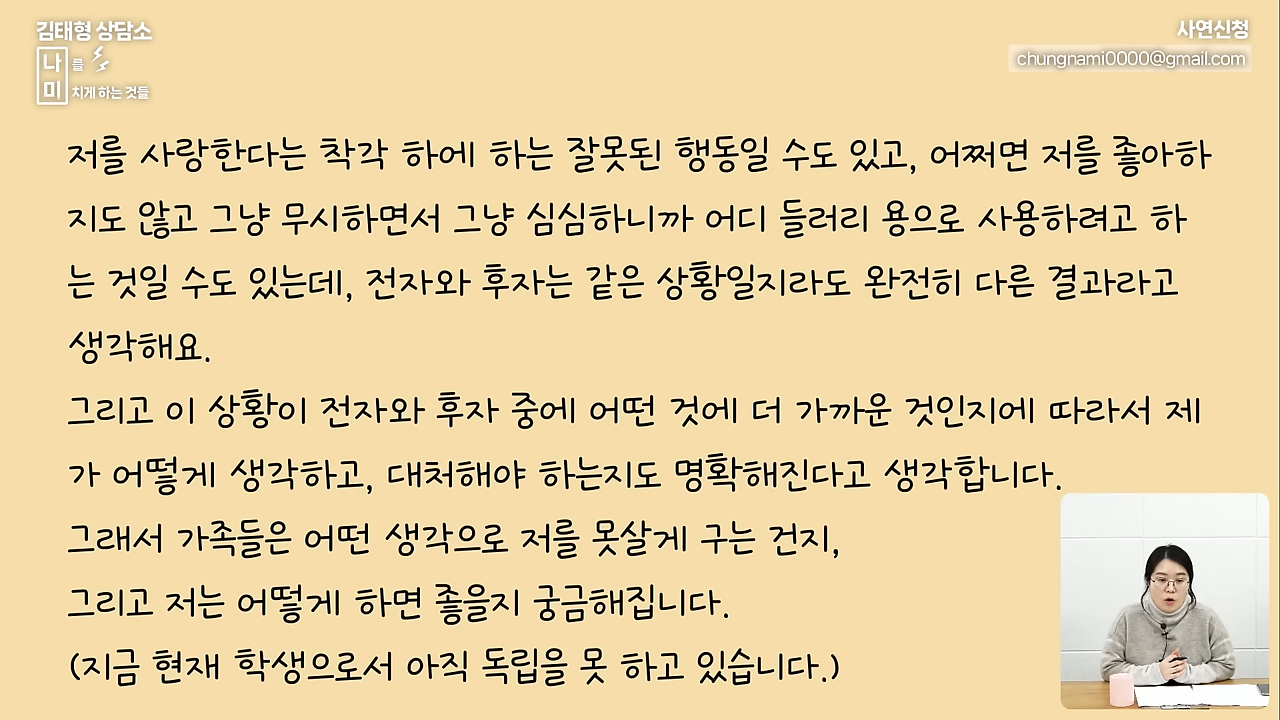 김태형 상담소
나를
미치게 하는 것들
사연신청
chungnami0000@gmail.com
저를 사랑한다는 착각 하에 하는 잘못된 행동일 수도 있고, 어쩌면 저를 좋아하
지도 않고 그냥 무시하면서 그냥 심심하니까 어디 들러리 용으로 사용하려고 하
는 것일 수도 있는데, 전자와 후자는 같은 상황일지라도 완전히 다른 결과라고
생각해요.
그리고 이 상황이 전자와 후자 중에 어떤 것에 더 가까운 것인지에 따라서 제
가 어떻게 생각하고, 대처해야 하는지도 명확해진다고 생각합니다.
그래서 가족들은 어떤 생각으로 저를 못살게 구는 건지,
그리고 저는 어떻게 하면 좋을지 궁금해집니다.
(지금 현재 학생으로서 아직 독립을 못 하고 있습니다.)